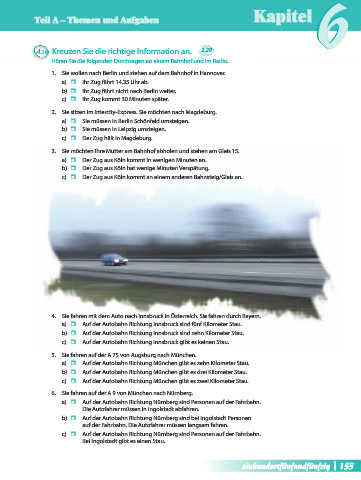 Teil A – Themen und Aufgaben
Kapitel 6
A16 Kreuzen Sie die richtige Information an. 2.20
Hören Sie die folgenden Durchsagen an einem Bahnhof und im Radio.
1. Sie wollen nach Berlin und stehen auf dem Bahnhof in Hannover.
a) Ihr Zug fährt 14.35 Uhr ab.
b) Ihr Zug fährt nicht nach Berlin weiter.
c) Ihr Zug kommt 30 Minuten später.
2. Sie sitzen im Intercity-Express. Sie möchten nach Magdeburg.
a) Sie müssen in Berlin Schönfeld umsteigen.
b) Sie müssen in Leipzig umsteigen.
c) Der Zug hält in Magdeburg.
3. Sie möchten Ihre Mutter am Bahnhof abholen und stehen am Gleis 15.
a) Der Zug aus Köln kommt in wenigen Minuten an.
b) Der Zug aus Köln hat wenige Minuten Verspätung.
c) Der Zug aus Köln kommt an einem anderen Bahnsteig/Gleis an.
4. Sie fahren mit dem Auto nach Innsbruck in Österreich. Sie fahren durch Bayern.
a) Auf der Autobahn Richtung Innsbruck sind fünf Kilometer Stau.
b) Auf der Autobahn Richtung Innsbruck sind zehn Kilometer Stau.
c) Auf der Autobahn Richtung Innsbruck gibt es keinen Stau.
5. Sie fahren auf der A 75 von Augsburg nach München.
a) Auf der Autobahn Richtung München gibt es zehn Kilometer Stau.
b) Auf der Autobahn Richtung München gibt es drei Kilometer Stau.
c) Auf der Autobahn Richtung München gibt es zwei Kilometer Stau.
6. Sie fahren auf der A 9 von München nach Nürnberg.
a) Auf der Autobahn Richtung Nürnberg sind Personen auf der Fahrbahn.
Die Autofahrer müssen in Ingolstadt abfahren.
b) Auf der Autobahn Richtung Nürnberg sind bei Ingolstadt Personen
auf der Fahrbahn. Die Autofahrer müssen langsam fahren.
c) Auf der Autobahn Richtung Nürnberg sind Personen auf der Fahrbahn.
Bei Ingolstadt gibt es einen Stau.
einhundertfünfundfünfzig | 155